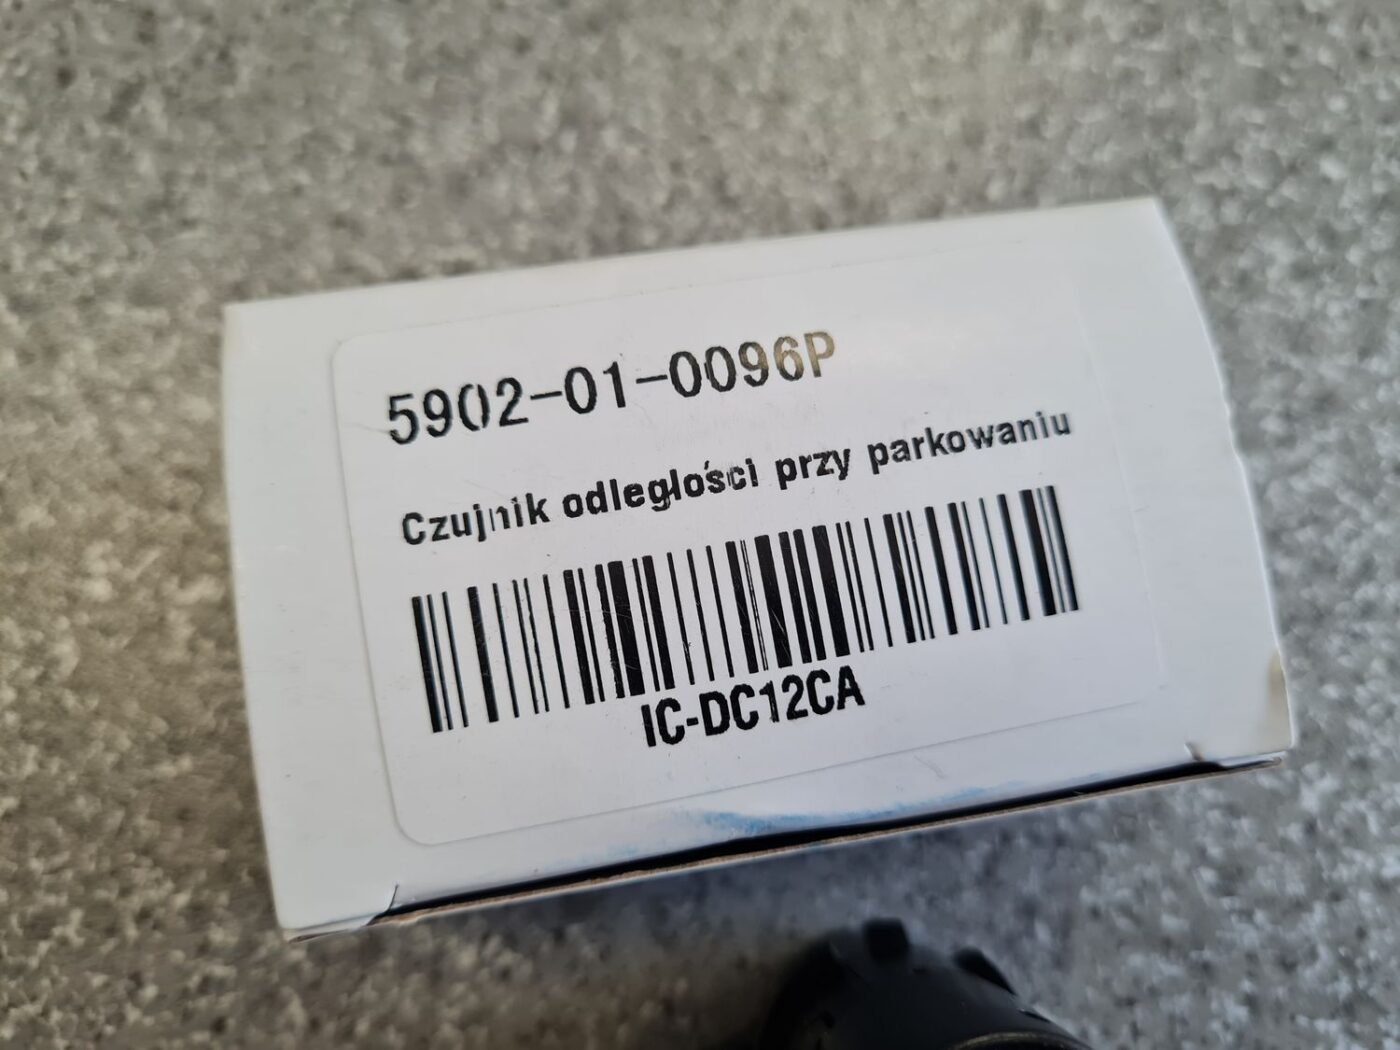 5902-01-0096P
Czujnik odległości przy parkowaniu
IC-DC12CA